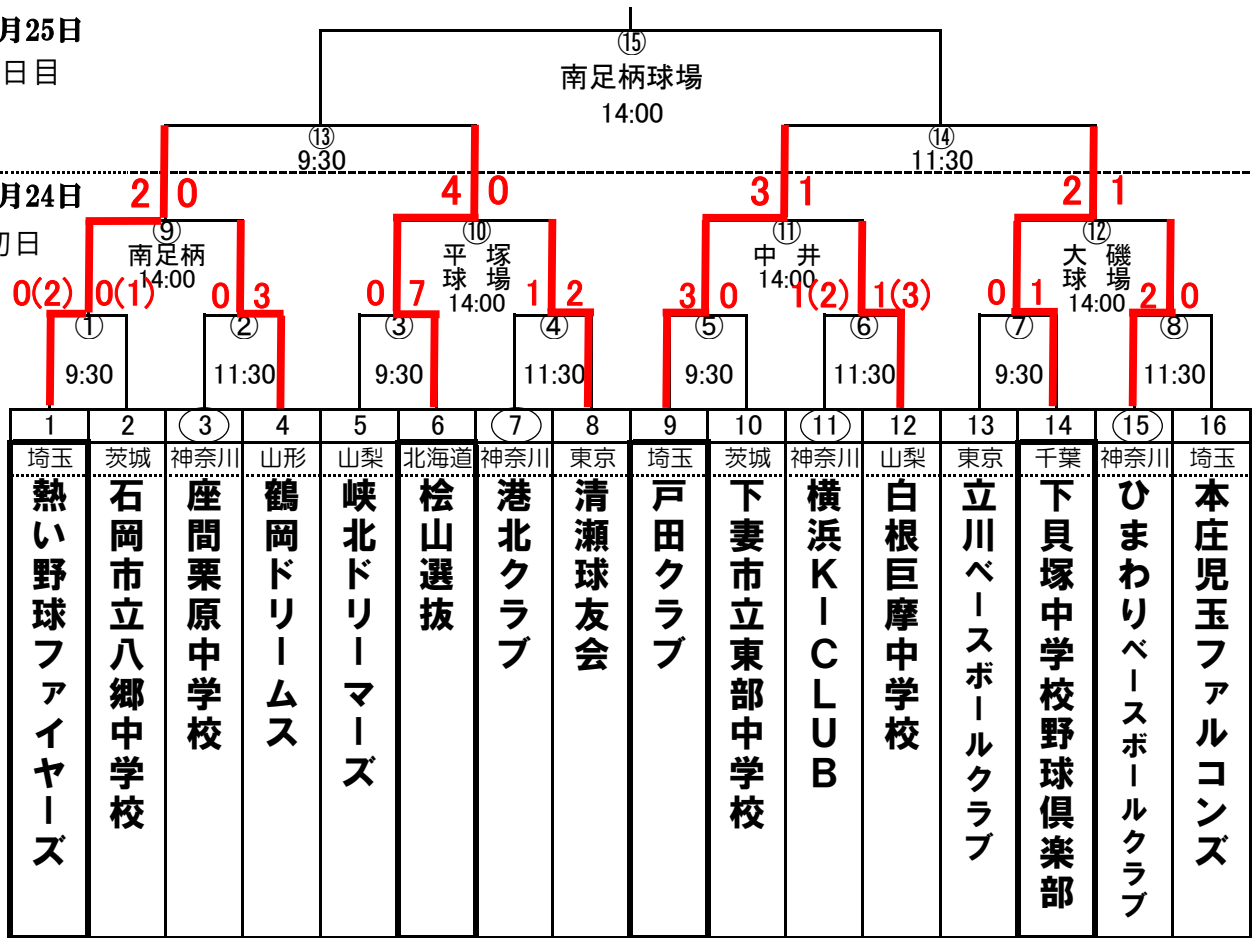 月25日
日目
⑮
南足柄球場
14:00
⑬
9:30
⑭
11:30
月24日
初日
2 0
4 0
3 1
2 1
⑨
南足柄
14:00
⑩
平塚
球場
14:00
⑪
中井
14:00
⑫
大磯
球場
14:00
0(2) 0(1)
0 3
0 7
1 2
3 0
1(2) 1(3)
0 1
2 0
① ② ③ ④ ⑤ ⑥ ⑦ ⑧
9:30 11:30 9:30 11:30 9:30 11:30 9:30 11:30
1 2 3 4 5 6 7 8 9 10 11 12 13 14 15 16
埼玉 茨城 神奈川 山形 山梨 北海道 神奈川 東京 埼玉 茨城 神奈川 山梨 東京 千葉 神奈川 埼玉
熱い野球ファイヤーズ
石岡市立八郷中学校
座間栗原中学校
鶴岡ドリームス
峡北ドリーマーズ
桧山選抜
港北クラブ
清瀬球友会
戸田クラブ
下妻市立東部中学校
横浜KーCLUB
白根巨摩中学校
立川ベースボールクラブ
下貝塚中学校野球倶楽部
ひまわりベースボールクラブ
本庄児玉ファルコンズ